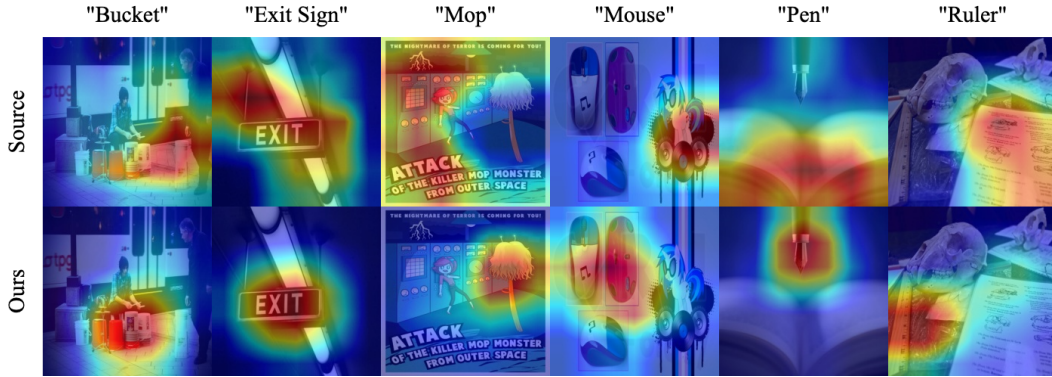 "Bucket" "Exit Sign" "Mop" "Mouse" "Pen" "Ruler"
Source
EXIT
THE NIGHTMARE OF TERROR IS COMING FOR YOU!
ATTACK
OF THE KILLER MOP MONSTER
FROM OUTER SPACE
Ours
EXIT
THE NIGHTMARE OF TERROR IS COMING FOR YOU!
ATTACK
OF THE KILLER MOP MONSTER
FROM OUTER SPACE